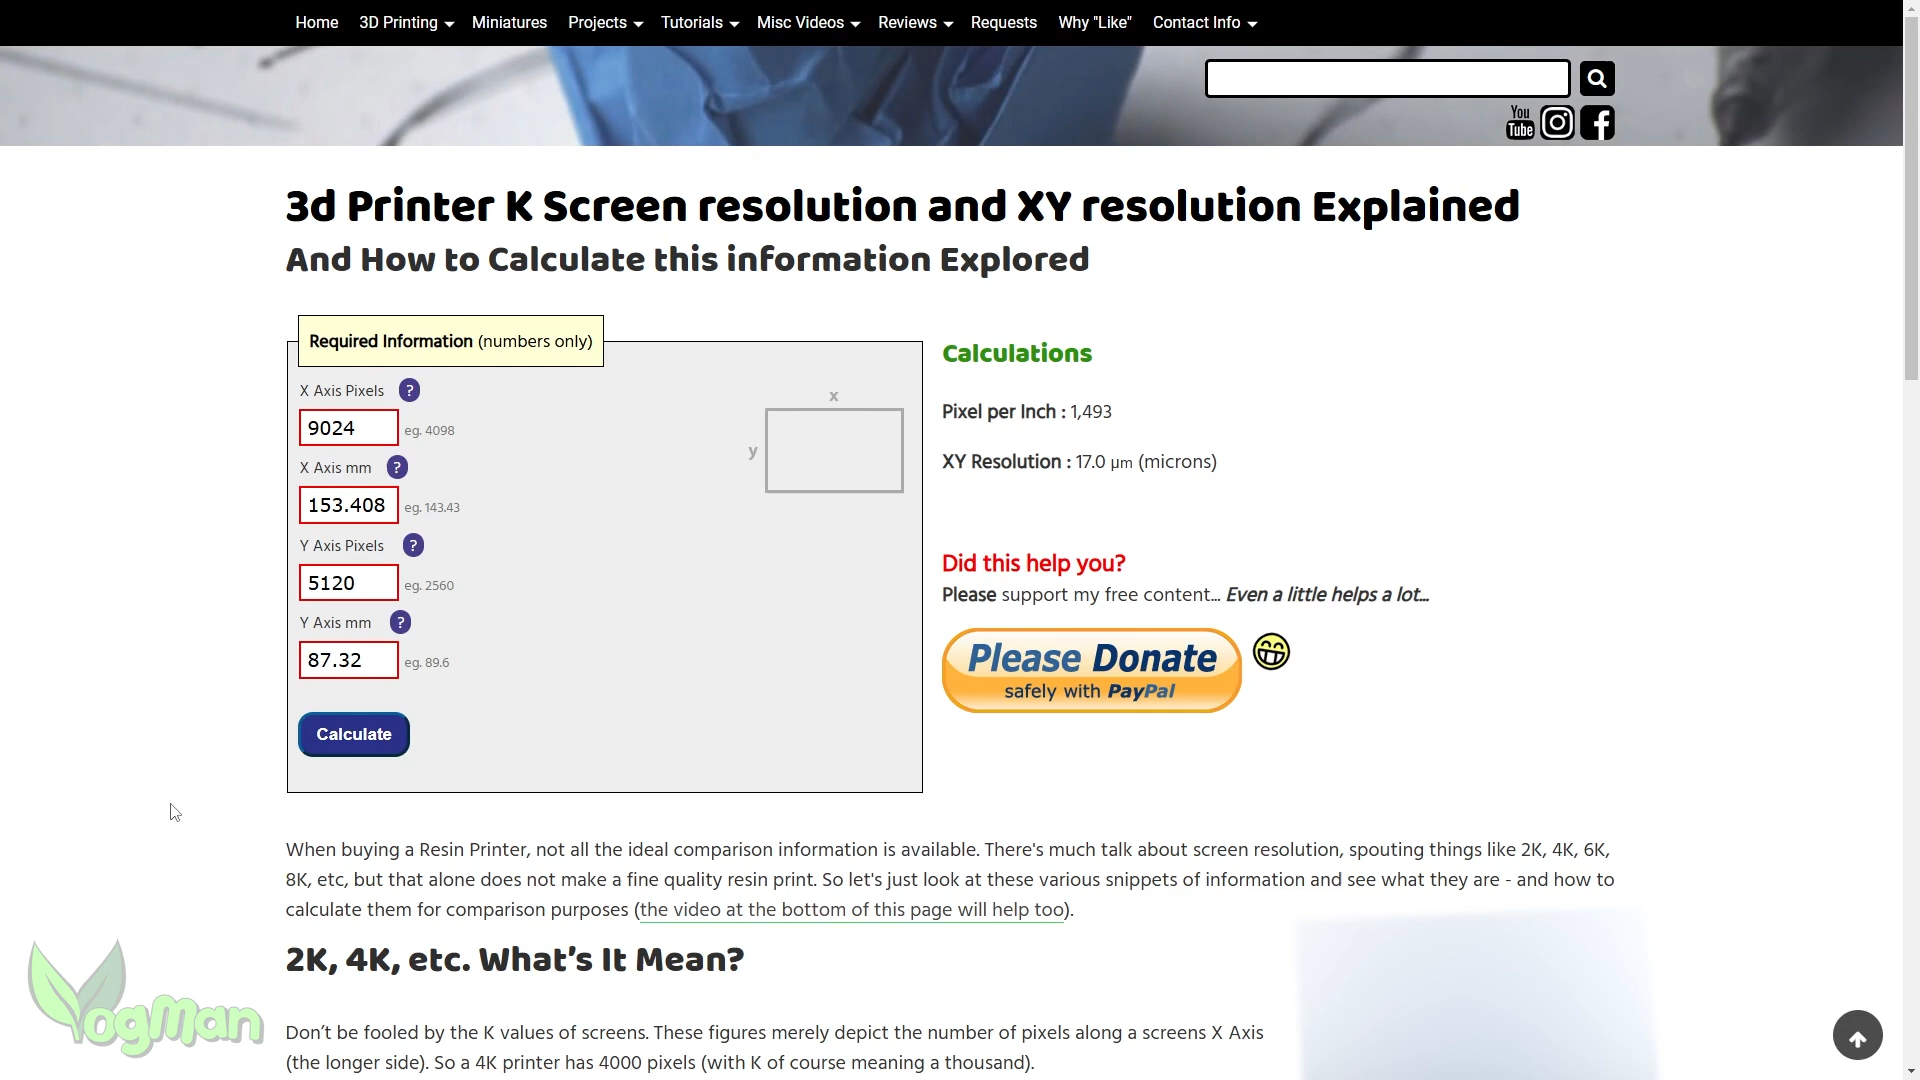 Home 3D Printing Miniatures Projects Tutorials Misc Videos Reviews Requests Why "Like" Contact Info
You
Tube
3d Printer K Screen resolution and XY resolution Explained
And How to Calculate this information Explored
Required Information (numbers only)
X Axis Pixels ?
9024 eg. 4098
X Axis mm ?
153.408 eg. 143.43
Y Axis Pixels ?
5120 eg. 2560
Y Axis mm ?
87.32 eg. 89.6
Calculate
x
y
Calculations
Pixel per Inch : 1,493
XY Resolution : 17.0 µm (microns)
Did this help you?
Please support my free content... Even a little helps a lot...
Please Donate
safely with PayPal
When buying a Resin Printer, not all the ideal comparison information is available. There's much talk about screen resolution, spouting things like 2K, 4K, 6K,
8K, etc, but that alone does not make a fine quality resin print. So let's just look at these various snippets of information and see what they are - and how to
calculate them for comparison purposes (the video at the bottom of this page will help too).
2K, 4K, etc. What's It Mean?
Don't be fooled by the K values of screens. These figures merely depict the number of pixels along a screens X Axis
(the longer side). So a 4K printer has 4000 pixels (with K of course meaning a thousand).
YogMan